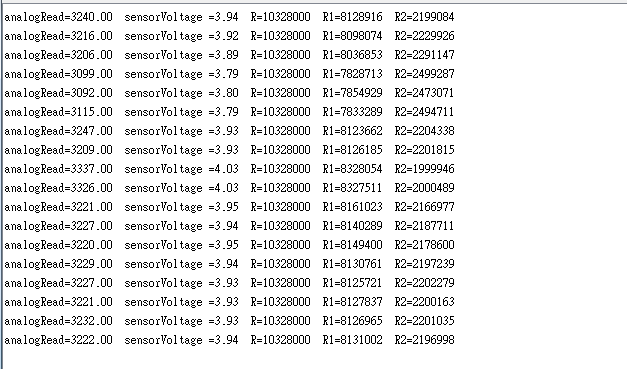 analogRead=3240.00  sensorVoltage =3.94  R=10328000  R1=8128916  R2=2199084
analogRead=3216.00  sensorVoltage =3.92  R=10328000  R1=8098074  R2=2229926
analogRead=3206.00  sensorVoltage =3.89  R=10328000  R1=8036853  R2=2291147
analogRead=3099.00  sensorVoltage =3.79  R=10328000  R1=7828713  R2=2499287
analogRead=3092.00  sensorVoltage =3.80  R=10328000  R1=7854929  R2=2473071
analogRead=3115.00  sensorVoltage =3.79  R=10328000  R1=7833289  R2=2494711
analogRead=3247.00  sensorVoltage =3.93  R=10328000  R1=8123662  R2=2204338
analogRead=3209.00  sensorVoltage =3.93  R=10328000  R1=8126185  R2=2201815
analogRead=3337.00  sensorVoltage =4.03  R=10328000  R1=8328054  R2=1999946
analogRead=3326.00  sensorVoltage =4.03  R=10328000  R1=8327511  R2=2000489
analogRead=3221.00  sensorVoltage =3.95  R=10328000  R1=8161023  R2=2166977
analogRead=3227.00  sensorVoltage =3.94  R=10328000  R1=8140289  R2=2187711
analogRead=3220.00  sensorVoltage =3.95  R=10328000  R1=8149400  R2=2178600
analogRead=3229.00  sensorVoltage =3.94  R=10328000  R1=8130761  R2=2197239
analogRead=3227.00  sensorVoltage =3.93  R=10328000  R1=8125721  R2=2202279
analogRead=3221.00  sensorVoltage =3.93  R=10328000  R1=8127837  R2=2200163
analogRead=3232.00  sensorVoltage =3.93  R=10328000  R1=8126965  R2=2201035
analogRead=3222.00  sensorVoltage =3.94  R=10328000  R1=8131002  R2=2196998